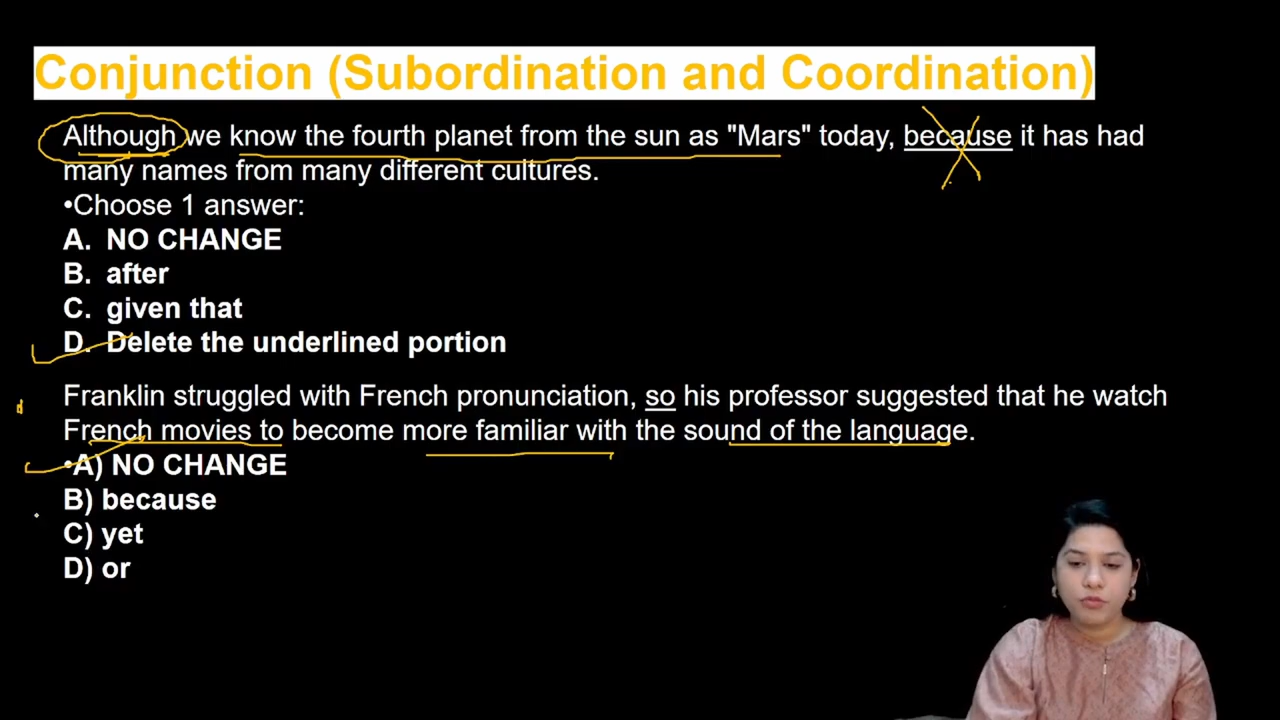 Conjunction (Subordination and Coordination)
Although we know the fourth planet from the sun as "Mars" today, because it has had
many names from many different cultures.
•Choose 1 answer:
A. NO CHANGE
B. after
C. given that
D. Delete the underlined portion
Franklin struggled with French pronunciation, so his professor suggested that he watch
French movies to become more familiar with the sound of the language.
•A) NO CHANGE
B) because
C) yet
D) or